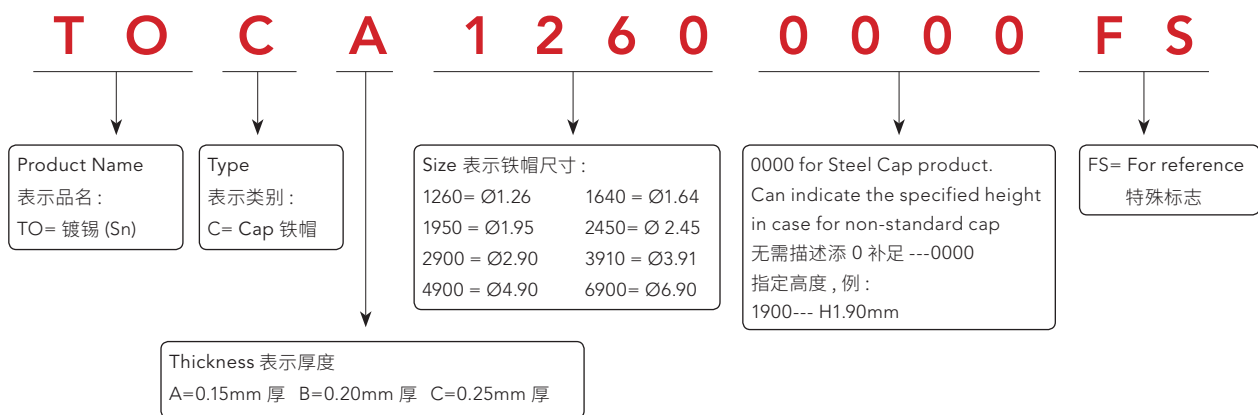 T O C A 1 2 6 0 0 0 0 0 F S
Product Name
表示品名 :
TO= 镀锡 (Sn)
Type
表示类别 :
C= Cap 铁帽
Size 表示铁帽尺寸 :
1260= Ø1.26 1640 = Ø1.64
1950 = Ø1.95 2450= Ø 2.45
2900 = Ø2.90 3910 = Ø3.91
4900 = Ø4.90 6900= Ø6.90
0000 for Steel Cap product.
Can indicate the specified height
in case for non-standard cap
无需描述添 0 补足 ---0000
指定高度 , 例 :
1900--- H1.90mm
FS= For reference
特殊标志
Thickness 表示厚度
A=0.15mm 厚 B=0.20mm 厚 C=0.25mm 厚